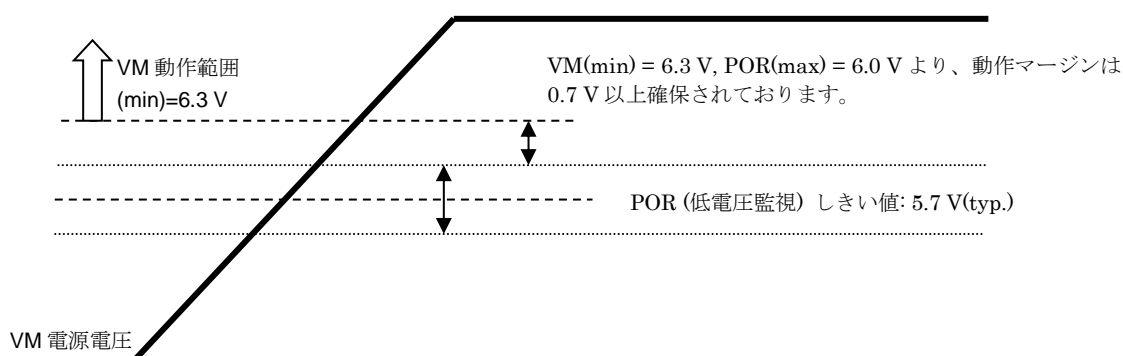 VM 動作範囲
(min)=6.3 V
VM(min) = 6.3 V, POR(max) = 6.0 V より、動作マージンは
0.7 V 以上確保されております。
POR (低電圧監視) しきい値: 5.7 V(typ.)
VM 電源電圧